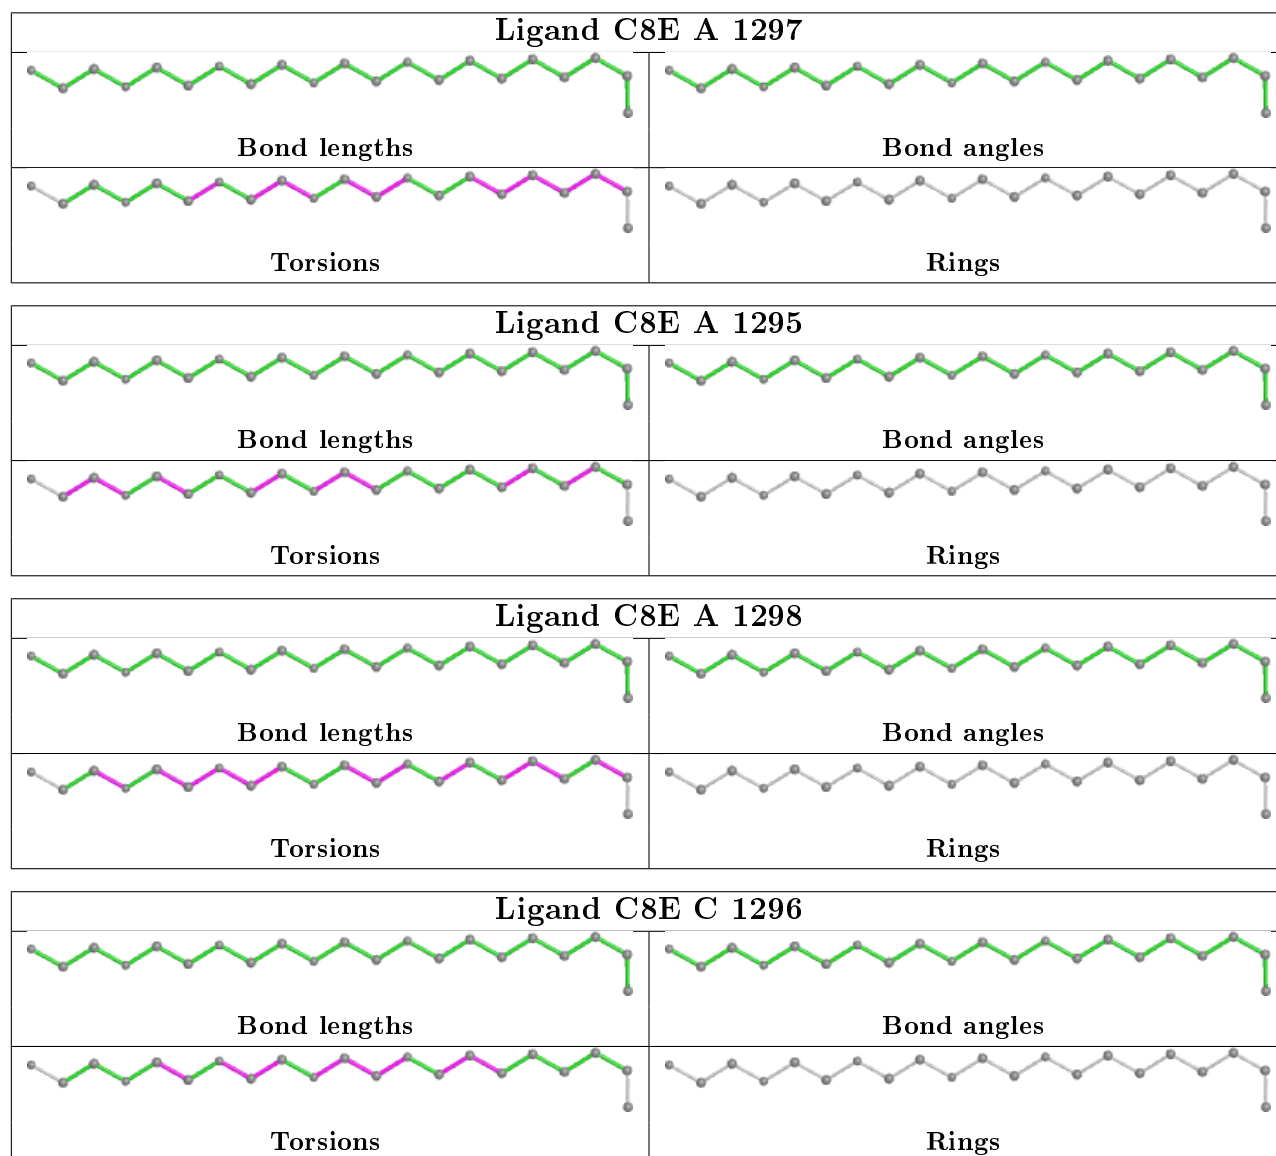 Ligand C8E A 1297
Bond lengths
Bond angles
Torsions
Rings
Ligand C8E A 1295
Bond lengths
Bond angles
Torsions
Rings
Ligand C8E A 1298
Bond lengths
Bond angles
Torsions
Rings
Ligand C8E C 1296
Bond lengths
Bond angles
Torsions
Rings